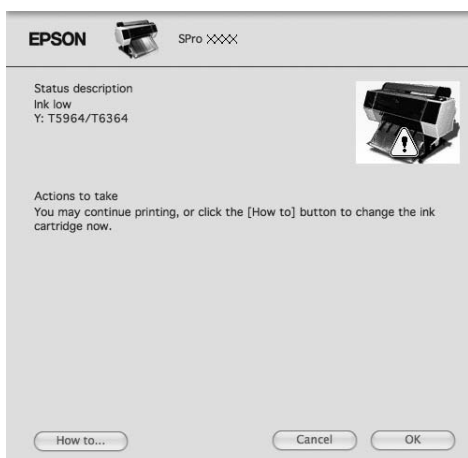 EPSON SPro XXXX
Status description
Ink low
Y: T5964/T6364
Actions to take
You may continue printing, or click the [How to] button to change the ink
cartridge now.
How to... Cancel OK